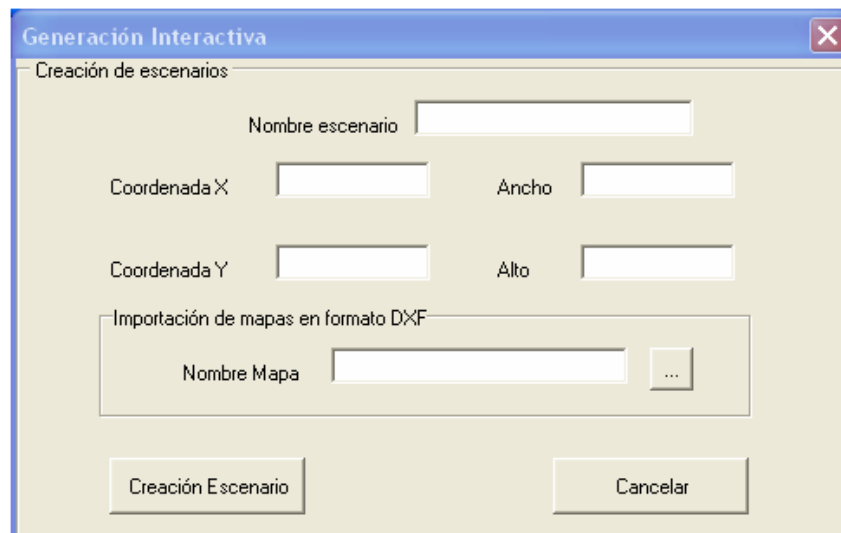 Generación Interactiva
Creación de escenarios
Nombre escenario
Coordenada X Ancho
Coordenada Y Alto
Importación de mapas en formato DXF
Nombre Mapa ...
Creación Escenario Cancelar